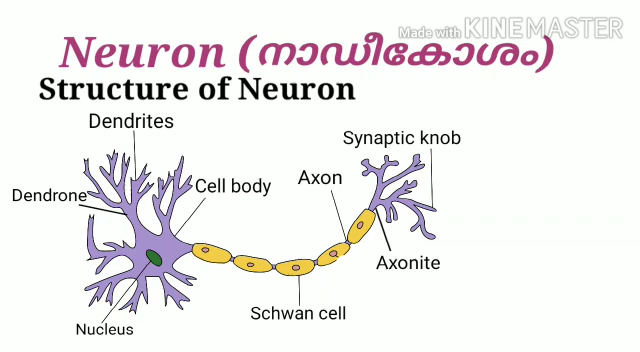 Made with KINEMASTER
Neuron (നാഡീകോശം)
Structure of Neuron
Dendrites
Synaptic knob
Axon
Cell body
Dendrone
Axonite
Schwan cell
Nucleus